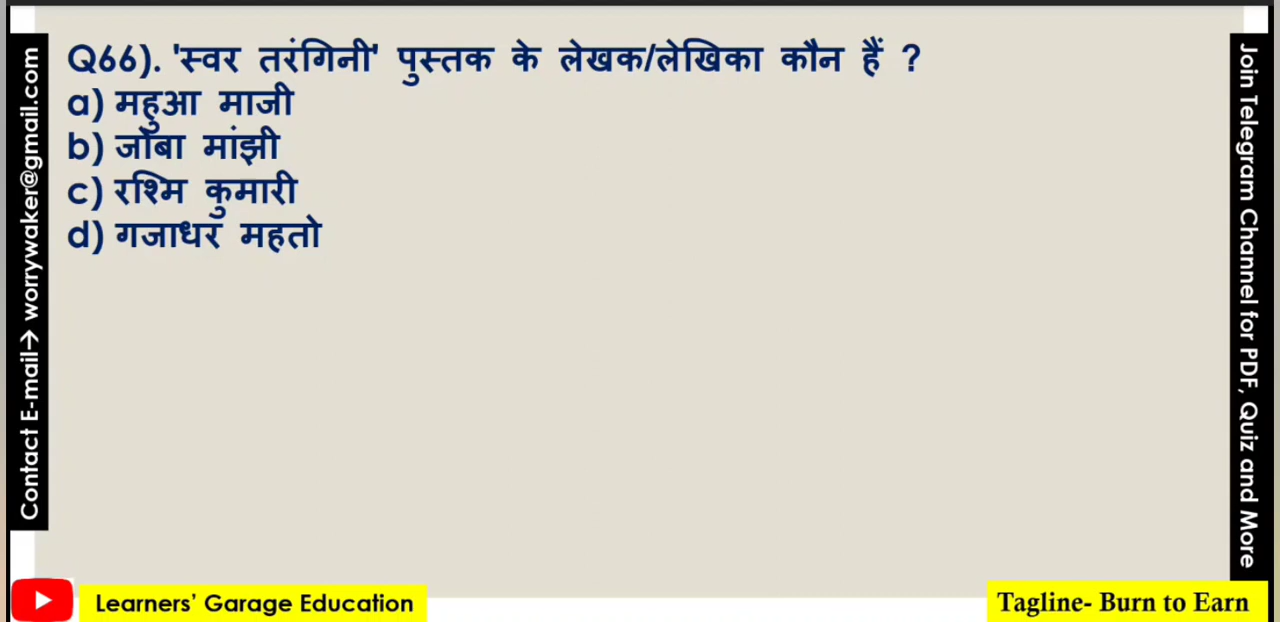 Q66). 'स्वर तरंगिनी' पुस्तक के लेखक/लेखिका कौन हैं ?
a) महुआ माजी
b) जोबा मांझी
c) रश्मि कुमारी
d) गजाधर महतो
Contact E-mail→ worrywaker@gmail.com
Join Telegram Channel for PDF, Quiz and More
Learners’ Garage Education
Tagline- Burn to Earn